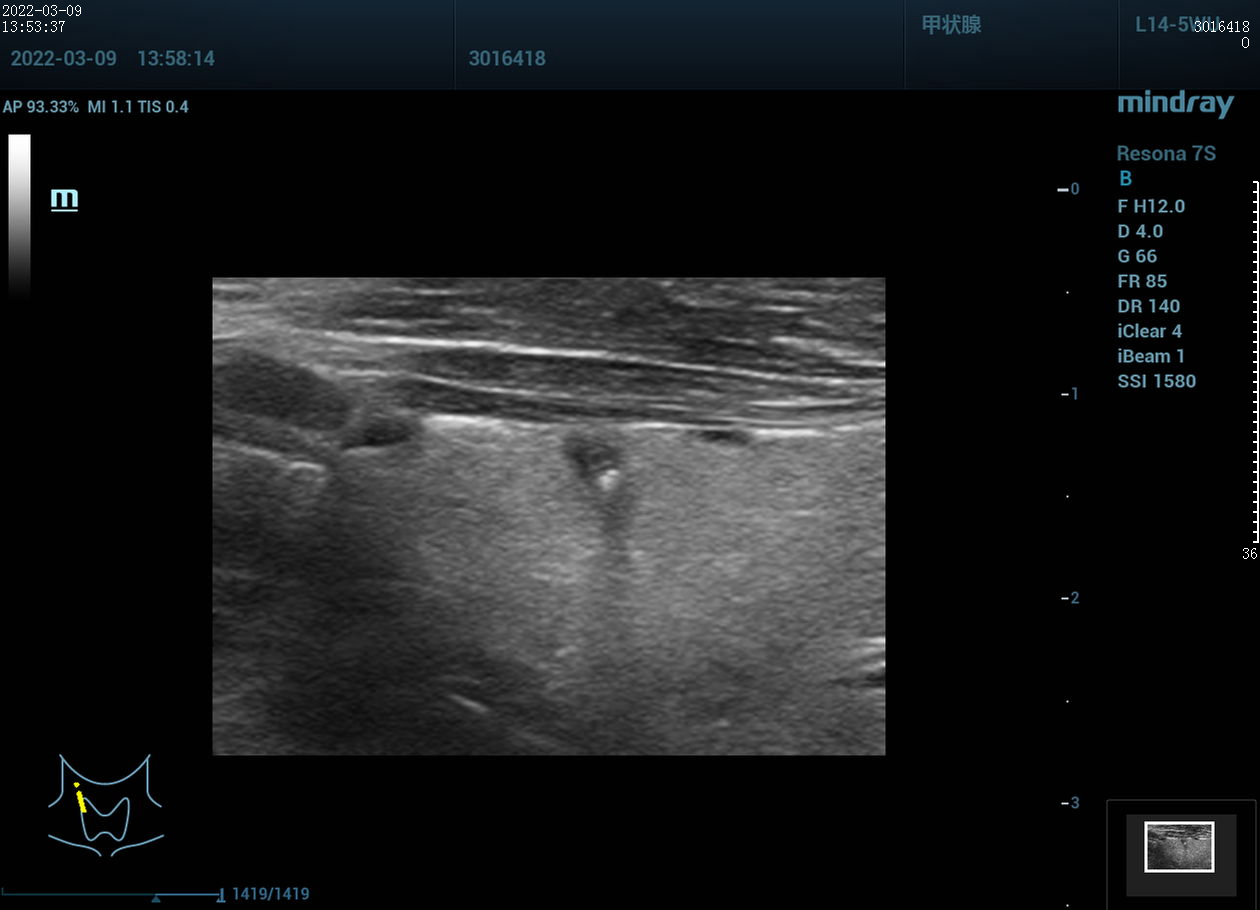 2022-03-09
13:53:37
甲状腺
3016418
0
2022-03-09 13:58:14
3016418
AP 93.33% MI 1.1 TIS 0.4
mindray
m
Resona 7S
B
F H12.0
D 4.0
G 66
FR 85
DR 140
iClear 4
iBeam 1
SSI 1580
0
1
2
3
36
1419/1419